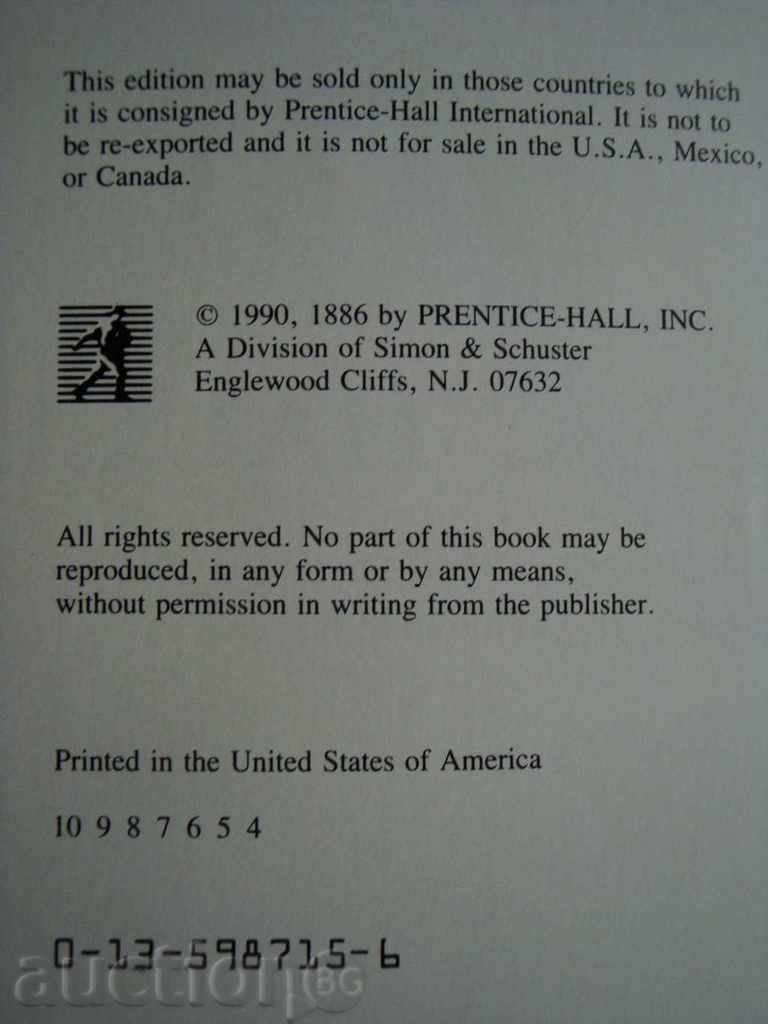 This edition may be sold only in those countries to which
it is consigned by Prentice-Hall International. It is not to
be re-exported and it is not for sale in the U.S.A., Mexico,
or Canada.
© 1990, 1886 by PRENTICE-HALL, INC.
A Division of Simon & Schuster
Englewood Cliffs, N.J. 07632
All rights reserved. No part of this book may be
reproduced, in any form or by any means,
without permission in writing from the publisher.
Printed in the United States of America
10 9 8 7 6 5 4
0-13-598715-6
auctionBG